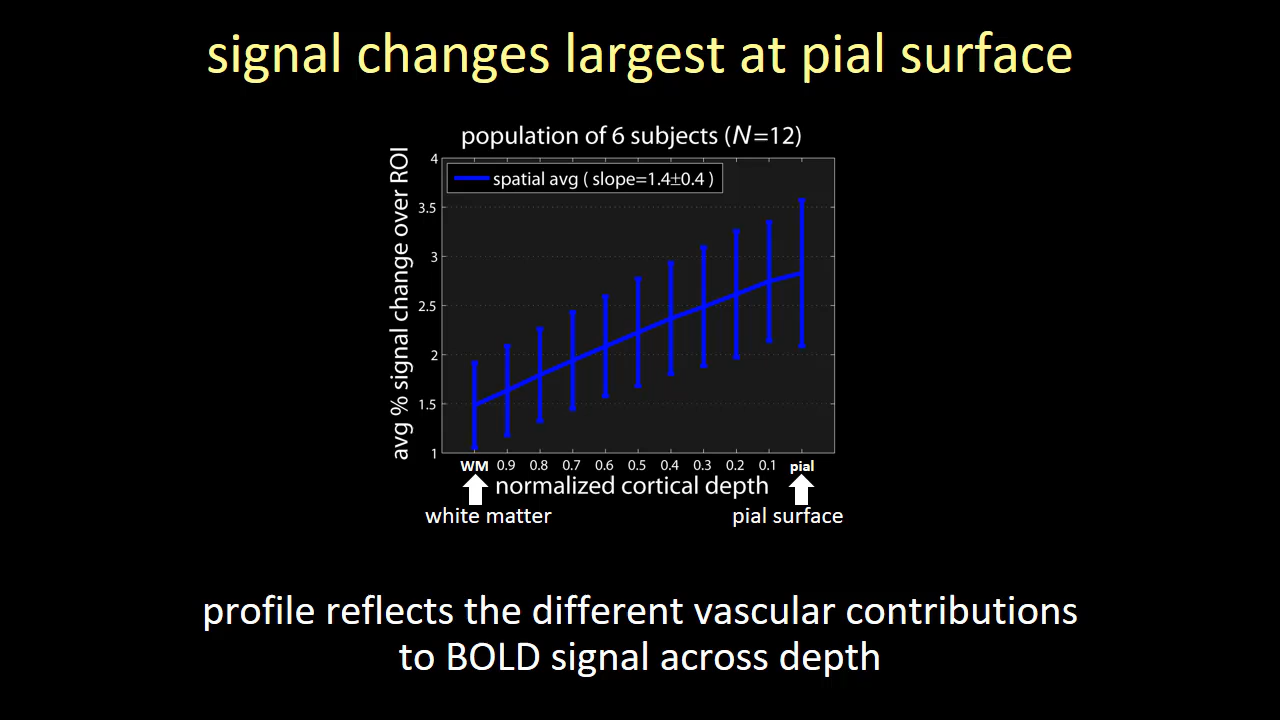 signal changes largest at pial surface
population of 6 subjects (N=12)
avg % signal change over ROI
4
3.5
3
2.5
2
1.5
1
spatial avg ( slope=1.4±0.4 )
WM 0.9 0.8 0.7 0.6 0.5 0.4 0.3 0.2 0.1 pial
normalized cortical depth
white matter pial surface
profile reflects the different vascular contributions
to BOLD signal across depth